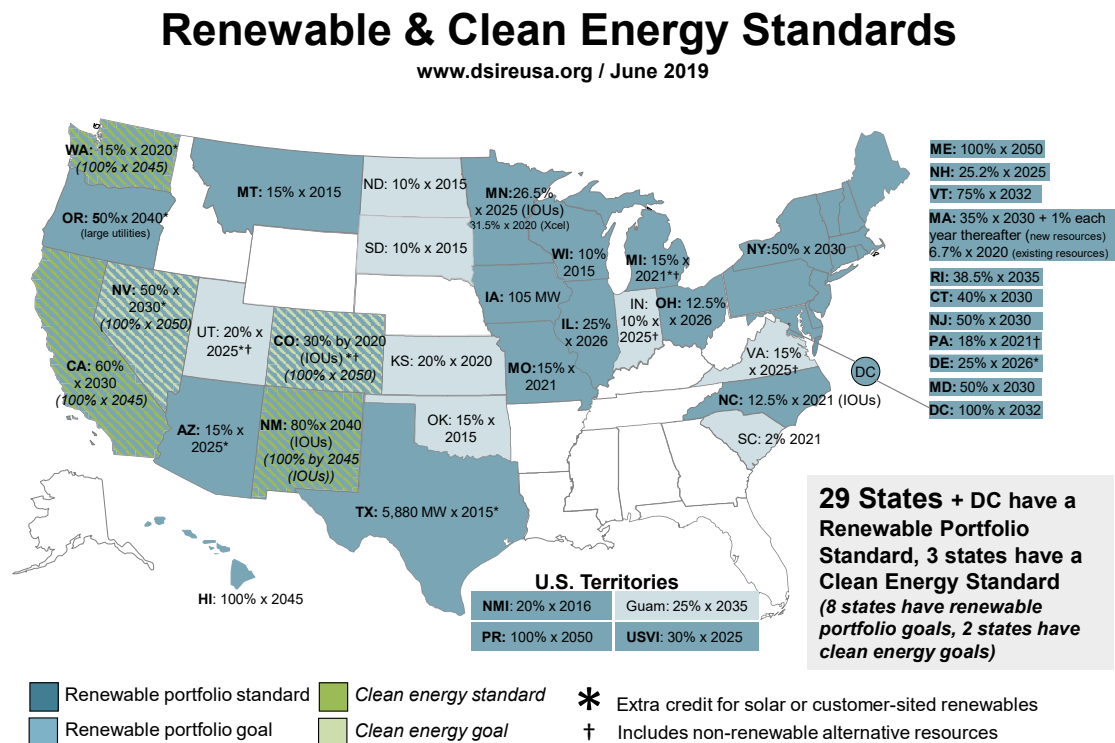 Renewable & Clean Energy Standards
www.dsireusa.org / June 2019
WA: 15% x 2020*
(100% x 2045)
OR: 50%x 2040*
(large utilities)
MT: 15% x 2015
ND: 10% x 2015
SD: 10% x 2015
MN:26.5%
x 2025 (IOUs)
31.5% x 2020 (Xcel)
WI: 10%
2015
MI: 15% x
2021*†
NY:50% x 2030
NV: 50% x
2030*
(100% x 2050)
UT: 20% x
2025*†
CO: 30% by 2020
(IOUs) *†
(100% x 2050)
CA: 60%
x 2030
(100% x 2045)
IA: 105 MW
IL: 25%
x 2026
IN:
10% x
2025†
OH: 12.5%
x 2026
KS: 20% x 2020
MO:15% x
2021
VA: 15%
x 2025†
DC
NC: 12.5% x 2021 (IOUs)
AZ: 15% x
2025*
NM: 80%x 2040
(IOUs)
(100% by 2045
(IOUs))
OK: 15% x
2015
SC: 2% 2021
TX: 5,880 MW x 2015*
HI: 100% x 2045
ME: 100% x 2050
NH: 25.2% x 2025
VT: 75% x 2032
MA: 35% x 2030 + 1% each
year thereafter (new resources)
6.7% x 2020 (existing resources)
RI: 38.5% x 2035
CT: 40% x 2030
NJ: 50% x 2030
PA: 18% x 2021†
DE: 25% x 2026*
MD: 50% x 2030
DC: 100% x 2032
29 States + DC have a
Renewable Portfolio
Standard, 3 states have a
Clean Energy Standard
(8 states have renewable
portfolio goals, 2 states have
clean energy goals)
U.S. Territories
NMI: 20% x 2016
Guam: 25% x 2035
PR: 100% x 2050
USVI: 30% x 2025
Renewable portfolio standard
Clean energy standard
* Extra credit for solar or customer-sited renewables
Renewable portfolio goal
Clean energy goal
† Includes non-renewable alternative resources